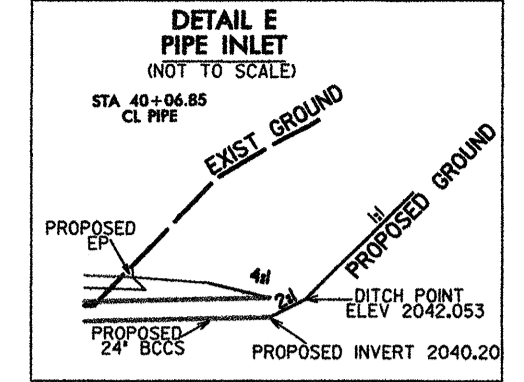 DETAIL E
PIPE INLET
(NOT TO SCALE)
STA 40+06.85
CL PIPE
EXIST GROUND
PROPOSED GROUND
1:1
PROPOSED
EP
4:1
2:1
DITCH POINT
ELEV 2042.053
PROPOSED
24" BCCS
PROPOSED INVERT 2040.20